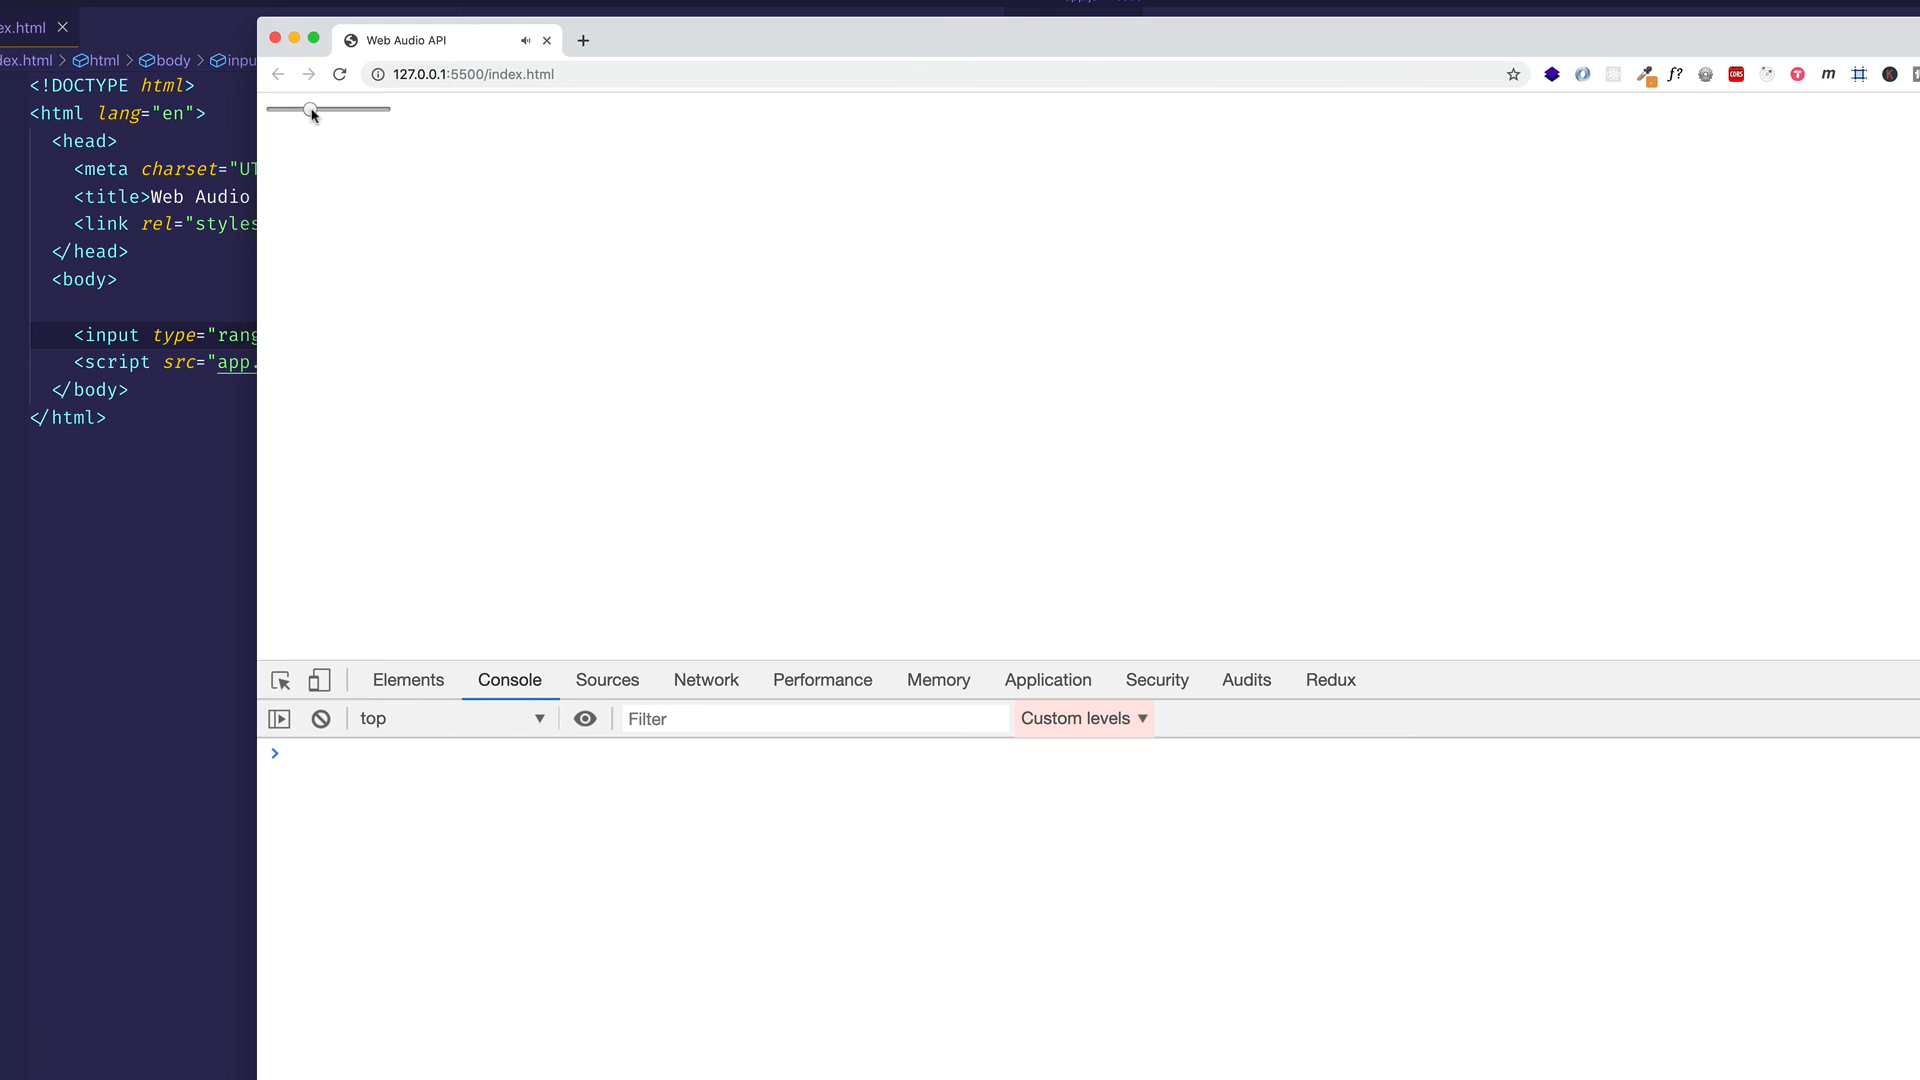 ex.html
Web Audio API
dex.html > html > body > inpu
127.0.0.1:5500/index.html
f?
CORS
T
m
K
<!DOCTYPE html>
<html lang="en">
<head>
<meta charset="UT
<title>Web Audio
<link rel="styles
</head>
<body>
<input type="rang
<script src="app.
</body>
</html>
Elements Console Sources Network Performance Memory Application Security Audits Redux
top Filter Custom levels